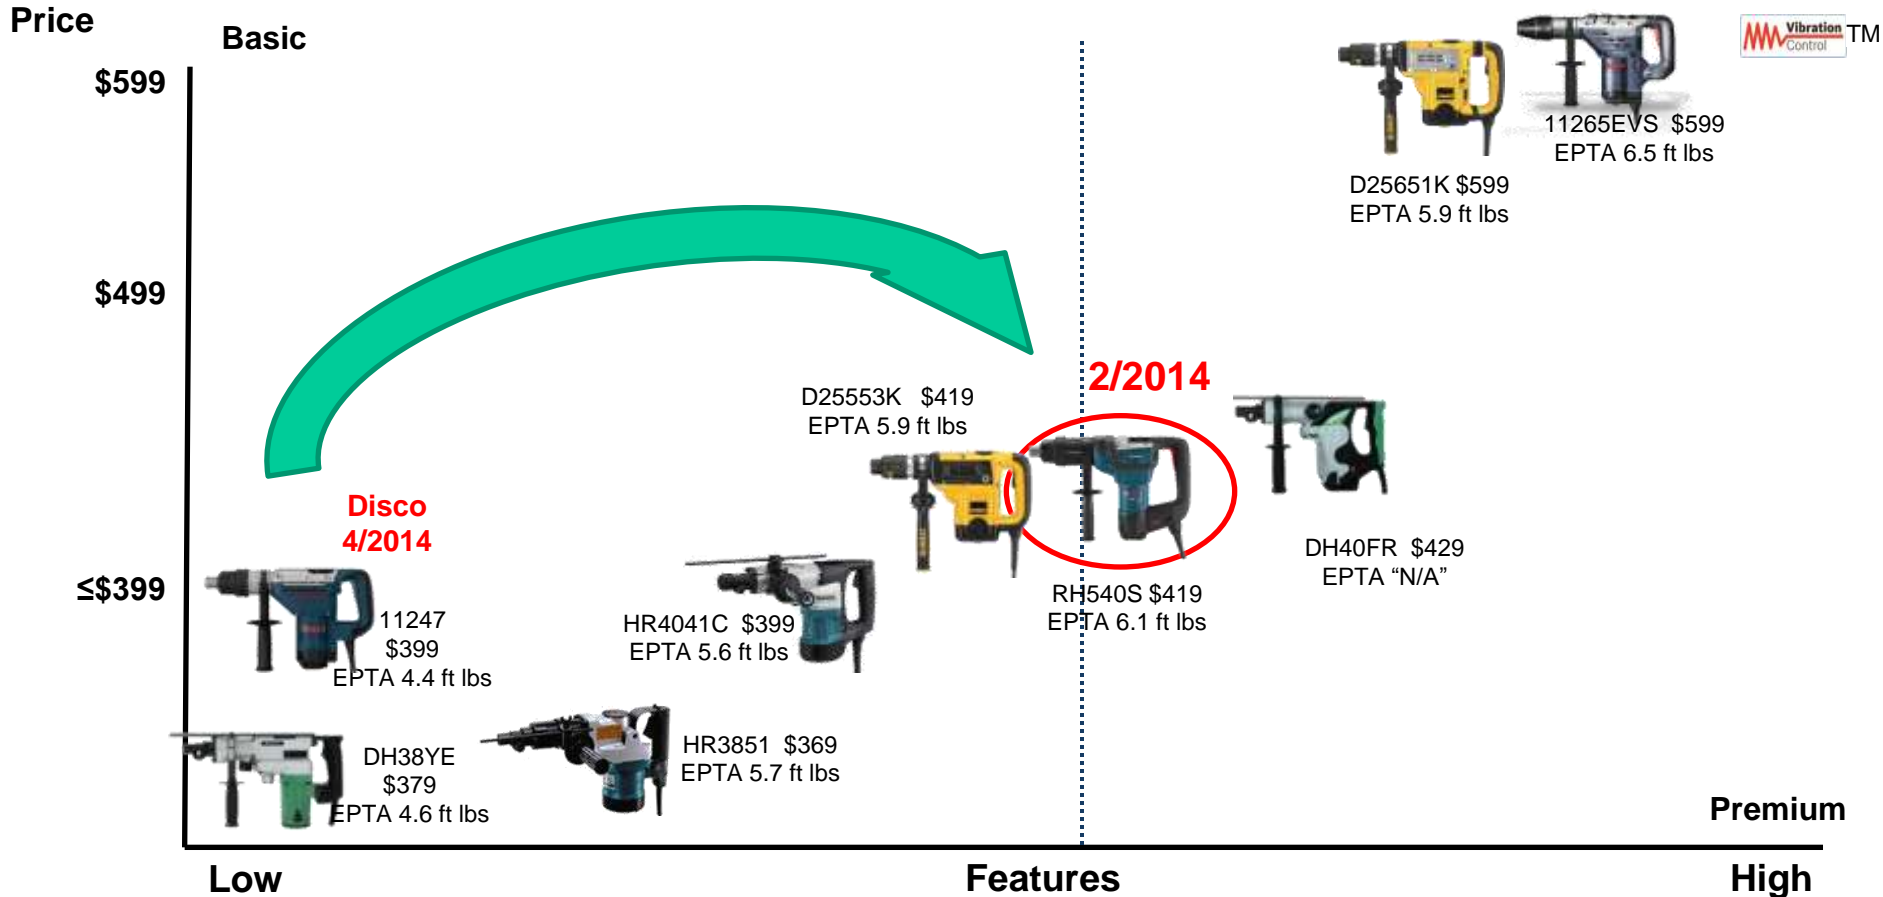 Price
Basic
Vibration
Control
TM
$599
11265EVS $599
EPTA 6.5 ft lbs
D25651K $599
EPTA 5.9 ft lbs
$499
2/2014
D25553K $419
EPTA 5.9 ft lbs
Disco
4/2014
DH40FR $429
EPTA “N/A”
≤$399
RH540S $419
EPTA 6.1 ft lbs
11247
$399
EPTA 4.4 ft lbs
HR4041C $399
EPTA 5.6 ft lbs
HR3851 $369
EPTA 5.7 ft lbs
DH38YE
$379
EPTA 4.6 ft lbs
Premium
Low
Features
High